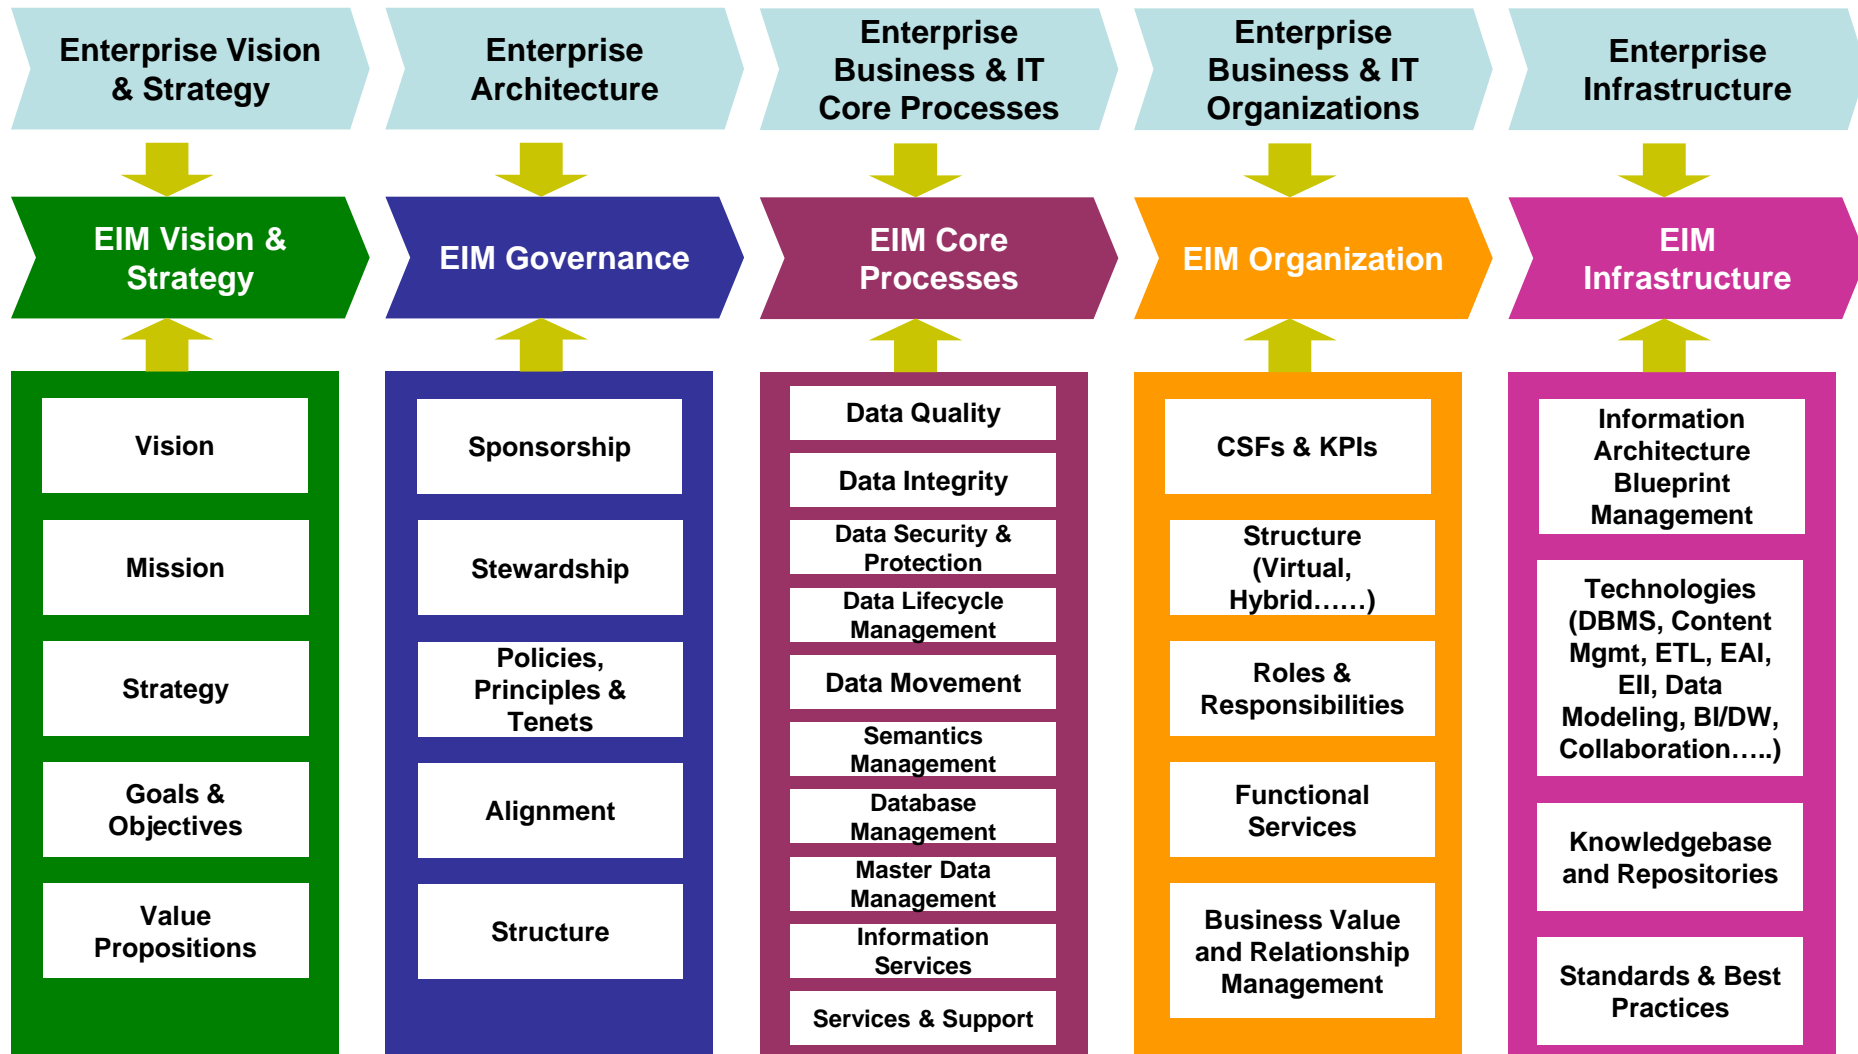 Enterprise Vision
& Strategy
Enterprise
Architecture
Enterprise
Business & IT
Core Processes
Enterprise
Business & IT
Organizations
Enterprise
Infrastructure
EIM Vision &
Strategy
EIM Governance
EIM Core
Processes
EIM Organization
EIM
Infrastructure
Vision
Mission
Strategy
Goals &
Objectives
Value
Propositions
Sponsorship
Stewardship
Policies,
Principles &
Tenets
Alignment
Structure
Data Quality
Data Integrity
Data Security &
Protection
Data Lifecycle
Management
Data Movement
Semantics
Management
Database
Management
Master Data
Management
Information
Services
Services & Support
CSFs & KPIs
Structure
(Virtual,
Hybrid……)
Roles &
Responsibilities
Functional
Services
Business Value
and Relationship
Management
Information
Architecture
Blueprint
Management
Technologies
(DBMS, Content
Mgmt, ETL, EAI,
EII, Data
Modeling, BI/DW,
Collaboration…..)
Knowledgebase
and Repositories
Standards & Best
Practices